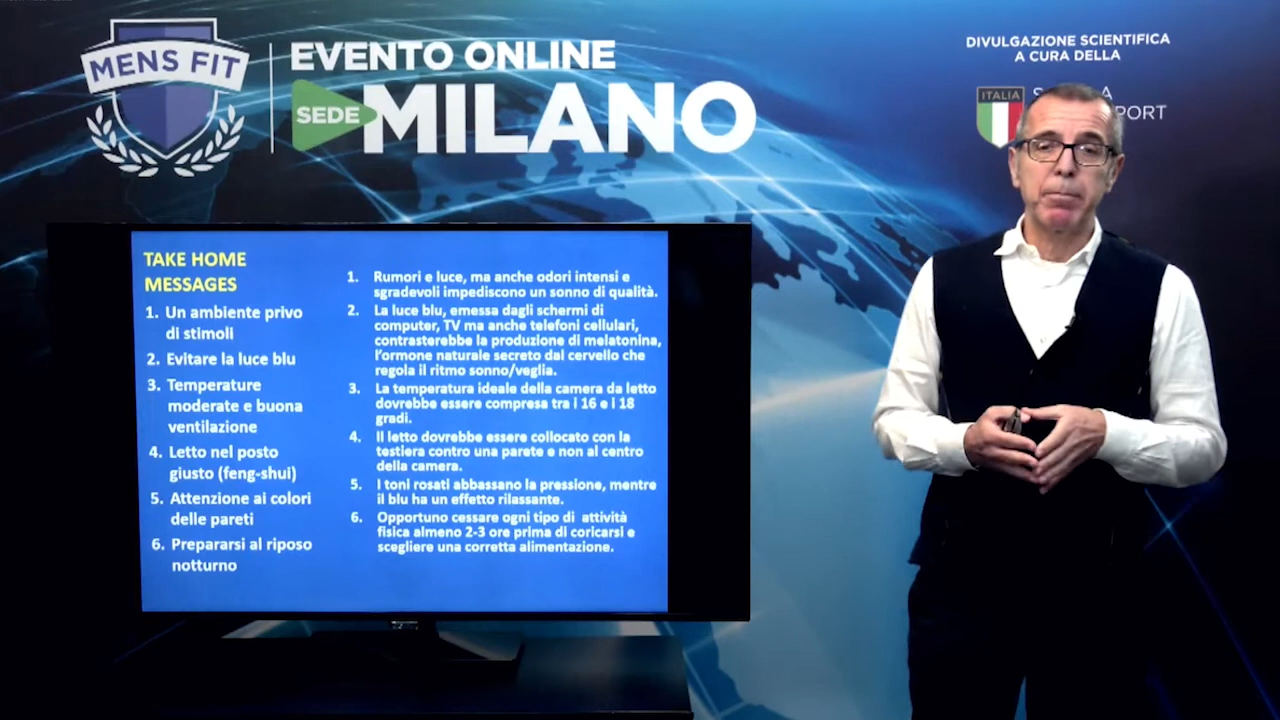 MENS FIT
EVENTO ONLINE
SEDE
MILANO
DIVULGAZIONE SCIENTIFICA
A CURA DELLA
ITALIA
TAKE HOME
MESSAGES
1. Un ambiente privo
di stimoli
2. Evitare la luce blu
3. Temperature
moderate e buona
ventilazione
4. Letto nel posto
giusto (feng-shui)
5. Attenzione ai colori
delle pareti
6. Prepararsi al riposo
notturno
1. Rumori e luce, ma anche odori intensi e
sgradevoli impediscono un sonno di qualità.
2. La luce blu, emessa dagli schermi di
computer, TV ma anche telefoni cellulari,
contrasterebbe la produzione di melatonina,
l'ormone naturale secreto dal cervello che
regola il ritmo sonno/veglia.
3. La temperatura ideale della camera da letto
dovrebbe essere compresa tra i 16 e i 18
gradi.
4. Il letto dovrebbe essere collocato con la
testiera contro una parete e non al centro
della camera.
5. I toni rosati abbassano la pressione, mentre
il blu ha un effetto rilassante.
6. Opportuno cessare ogni tipo di attività
fisica almeno 2-3 ore prima di coricarsi e
scegliere una corretta alimentazione.